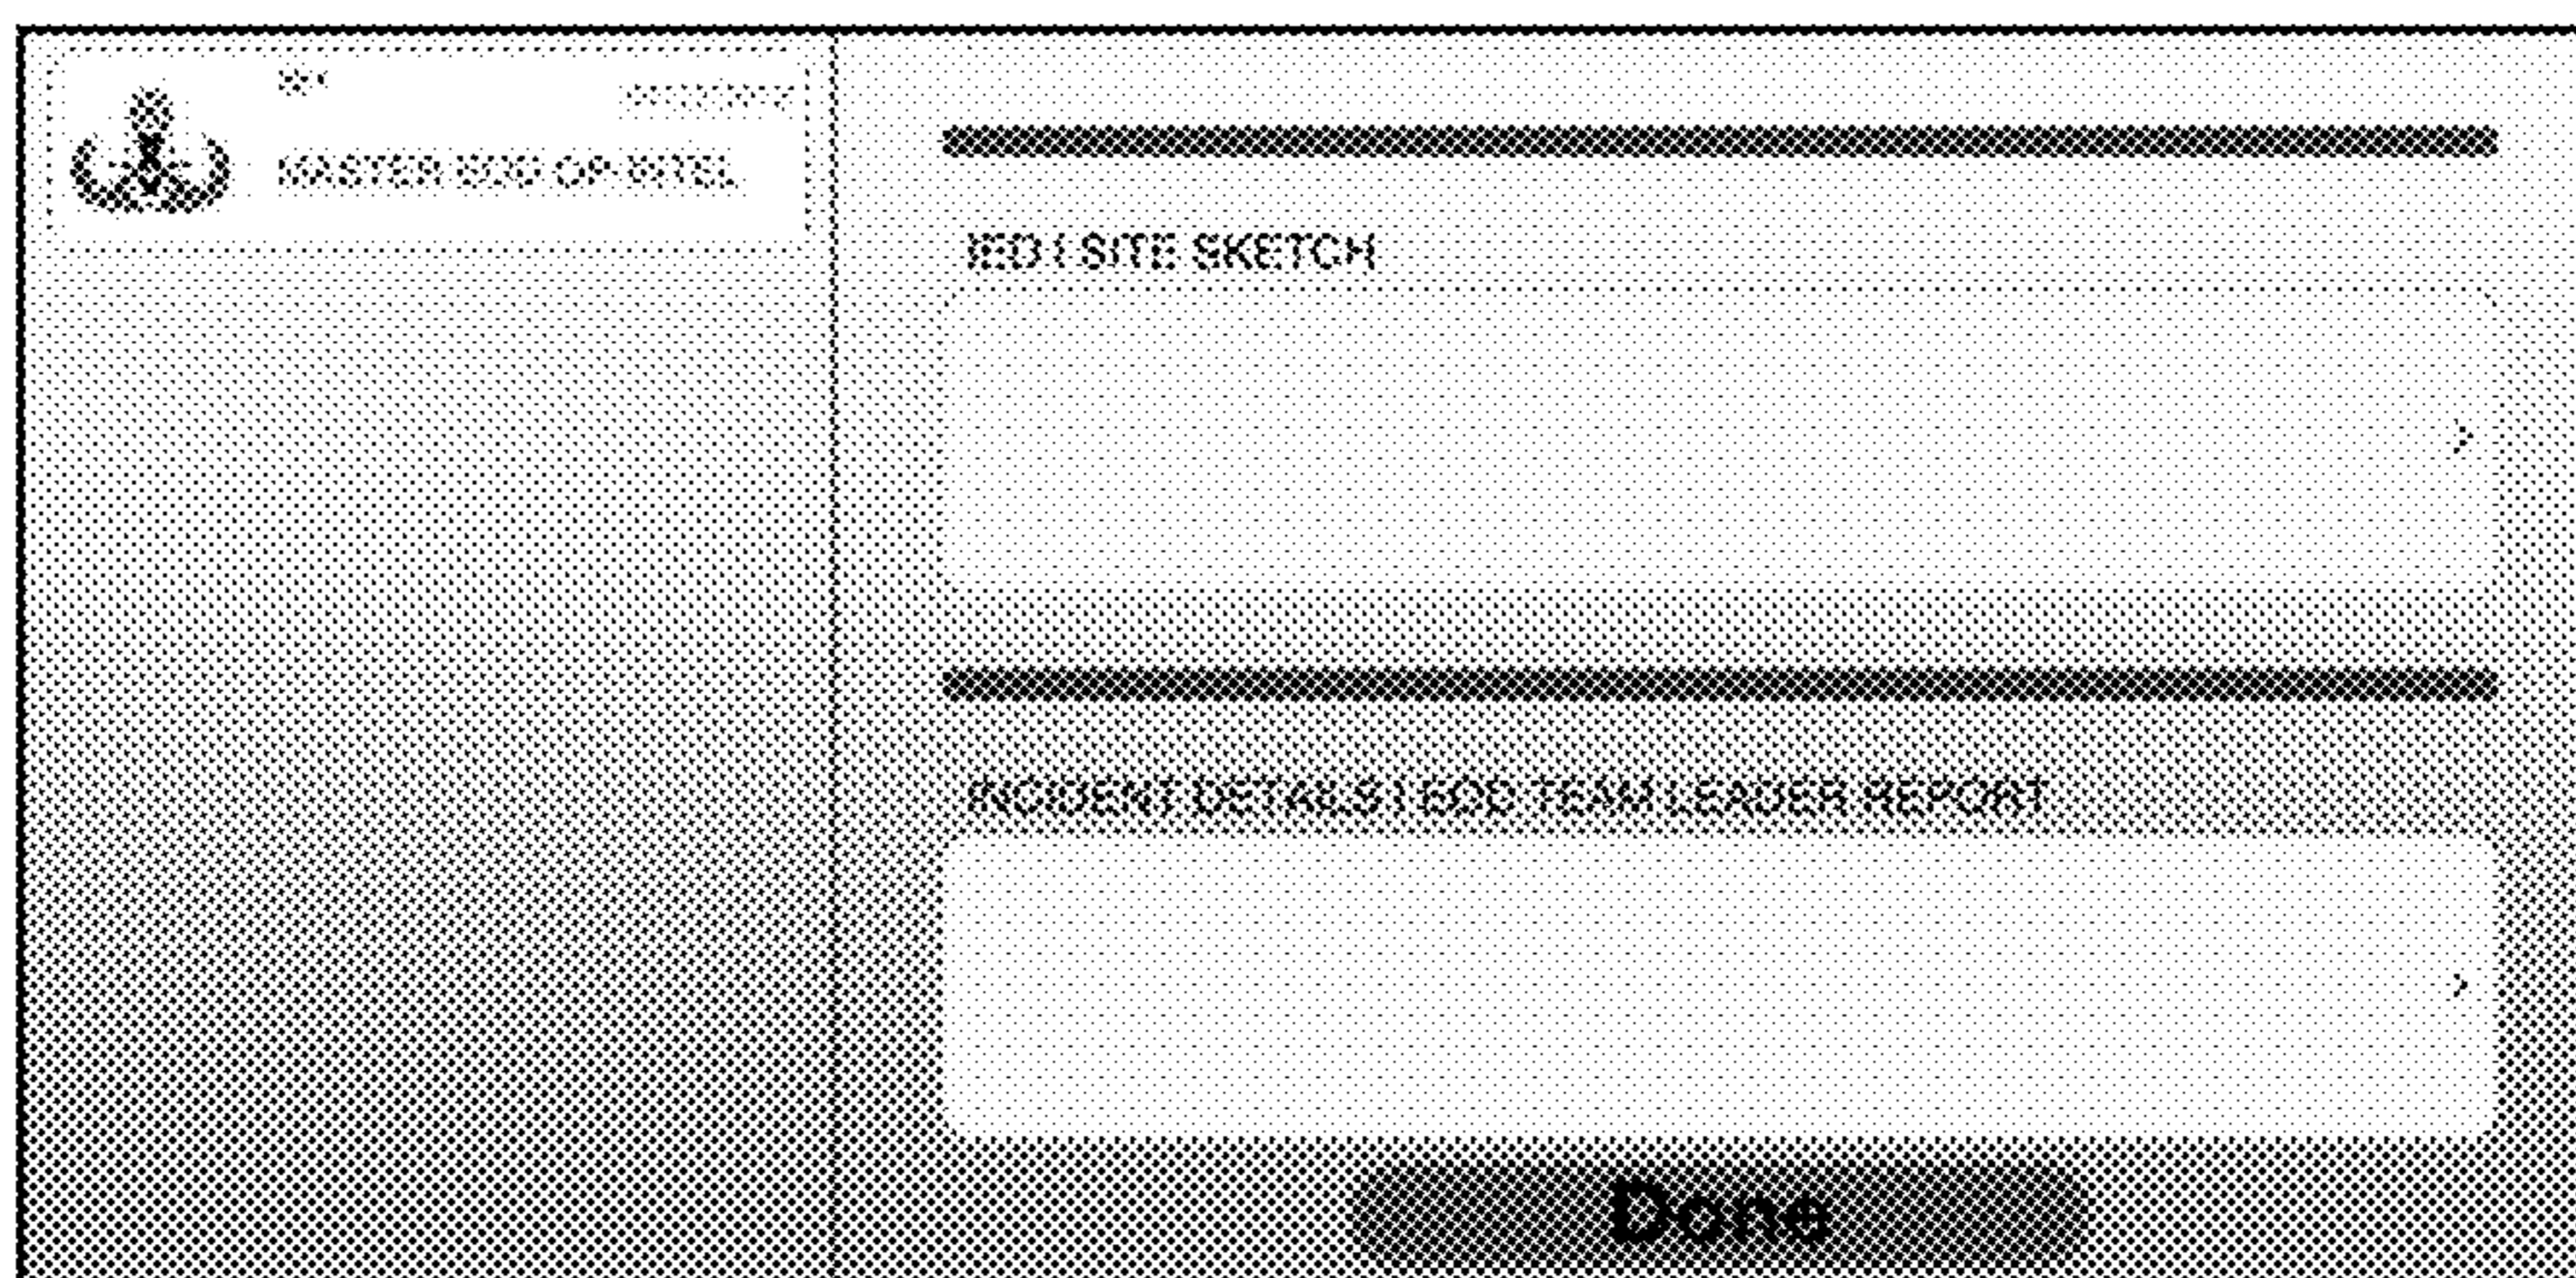 MASTER EOD OP-INTEL
IED / SITE SKETCH
>
INCIDENT DETAILS / EOD TEAM LEADER REPORT
>
Done